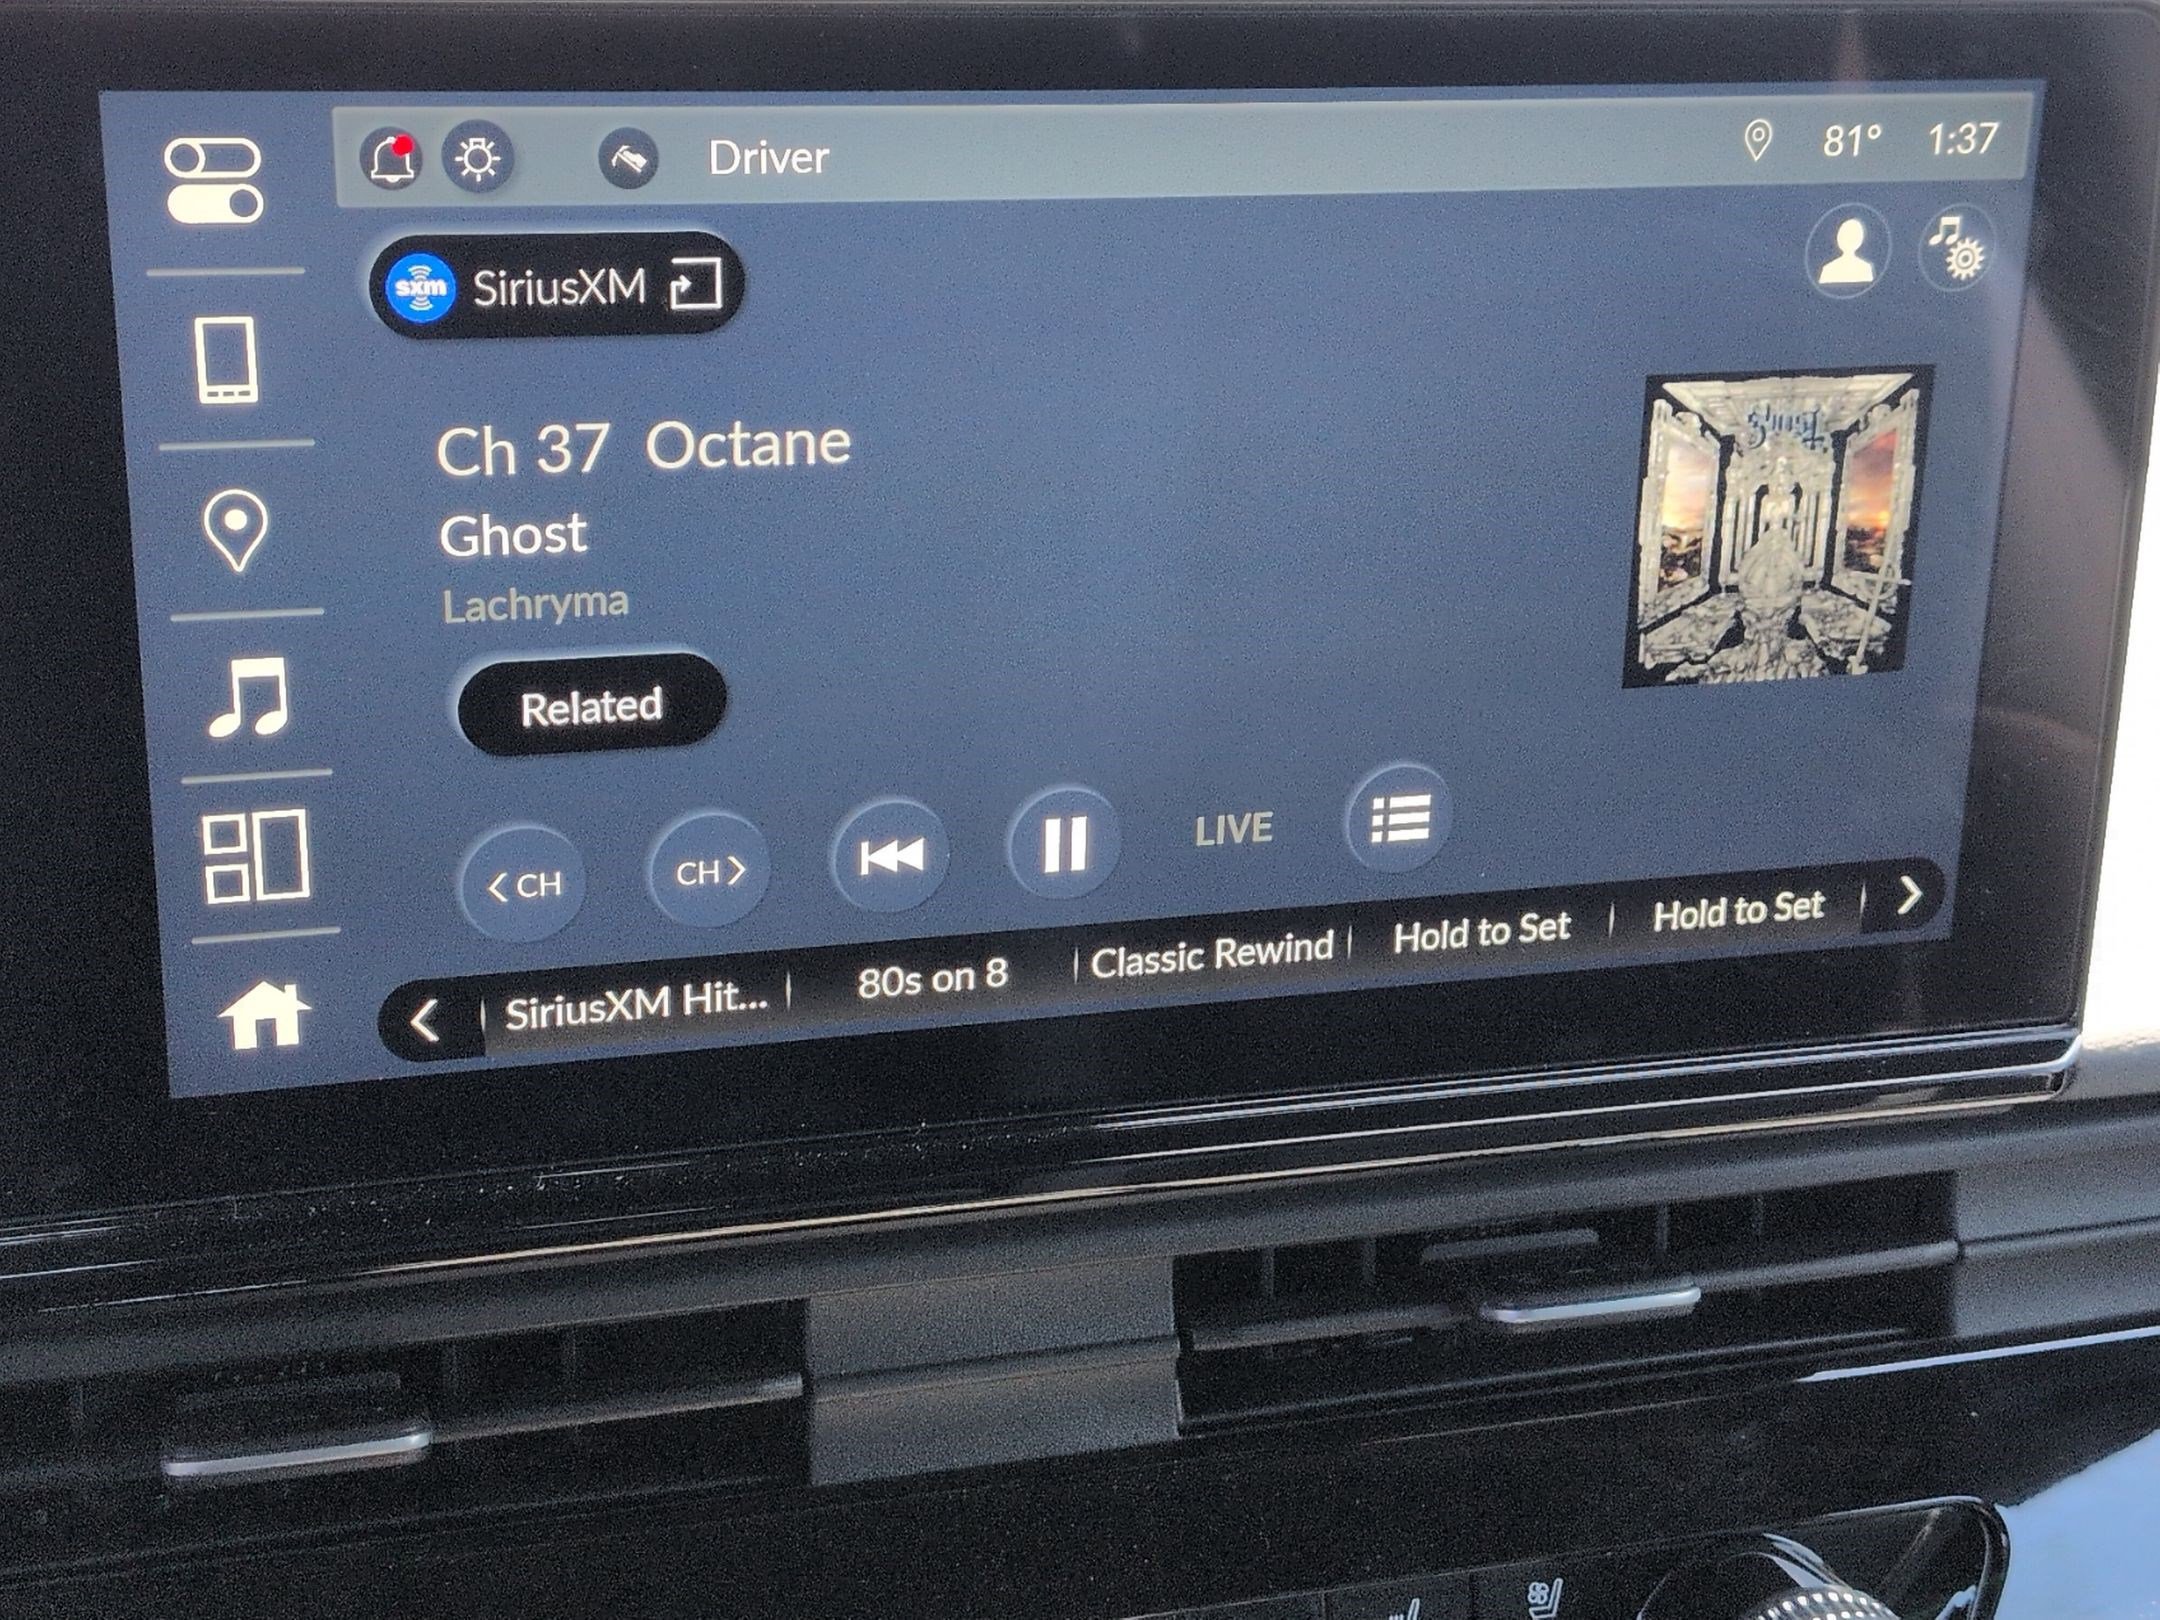 Driver
81° 1:37
sxm SiriusXM
Ch 37 Octane
Ghost
Lachryma
Related
< CH CH > LIVE
SiriusXM Hit... 80s on 8 Classic Rewind Hold to Set Hold to Set
Ghost